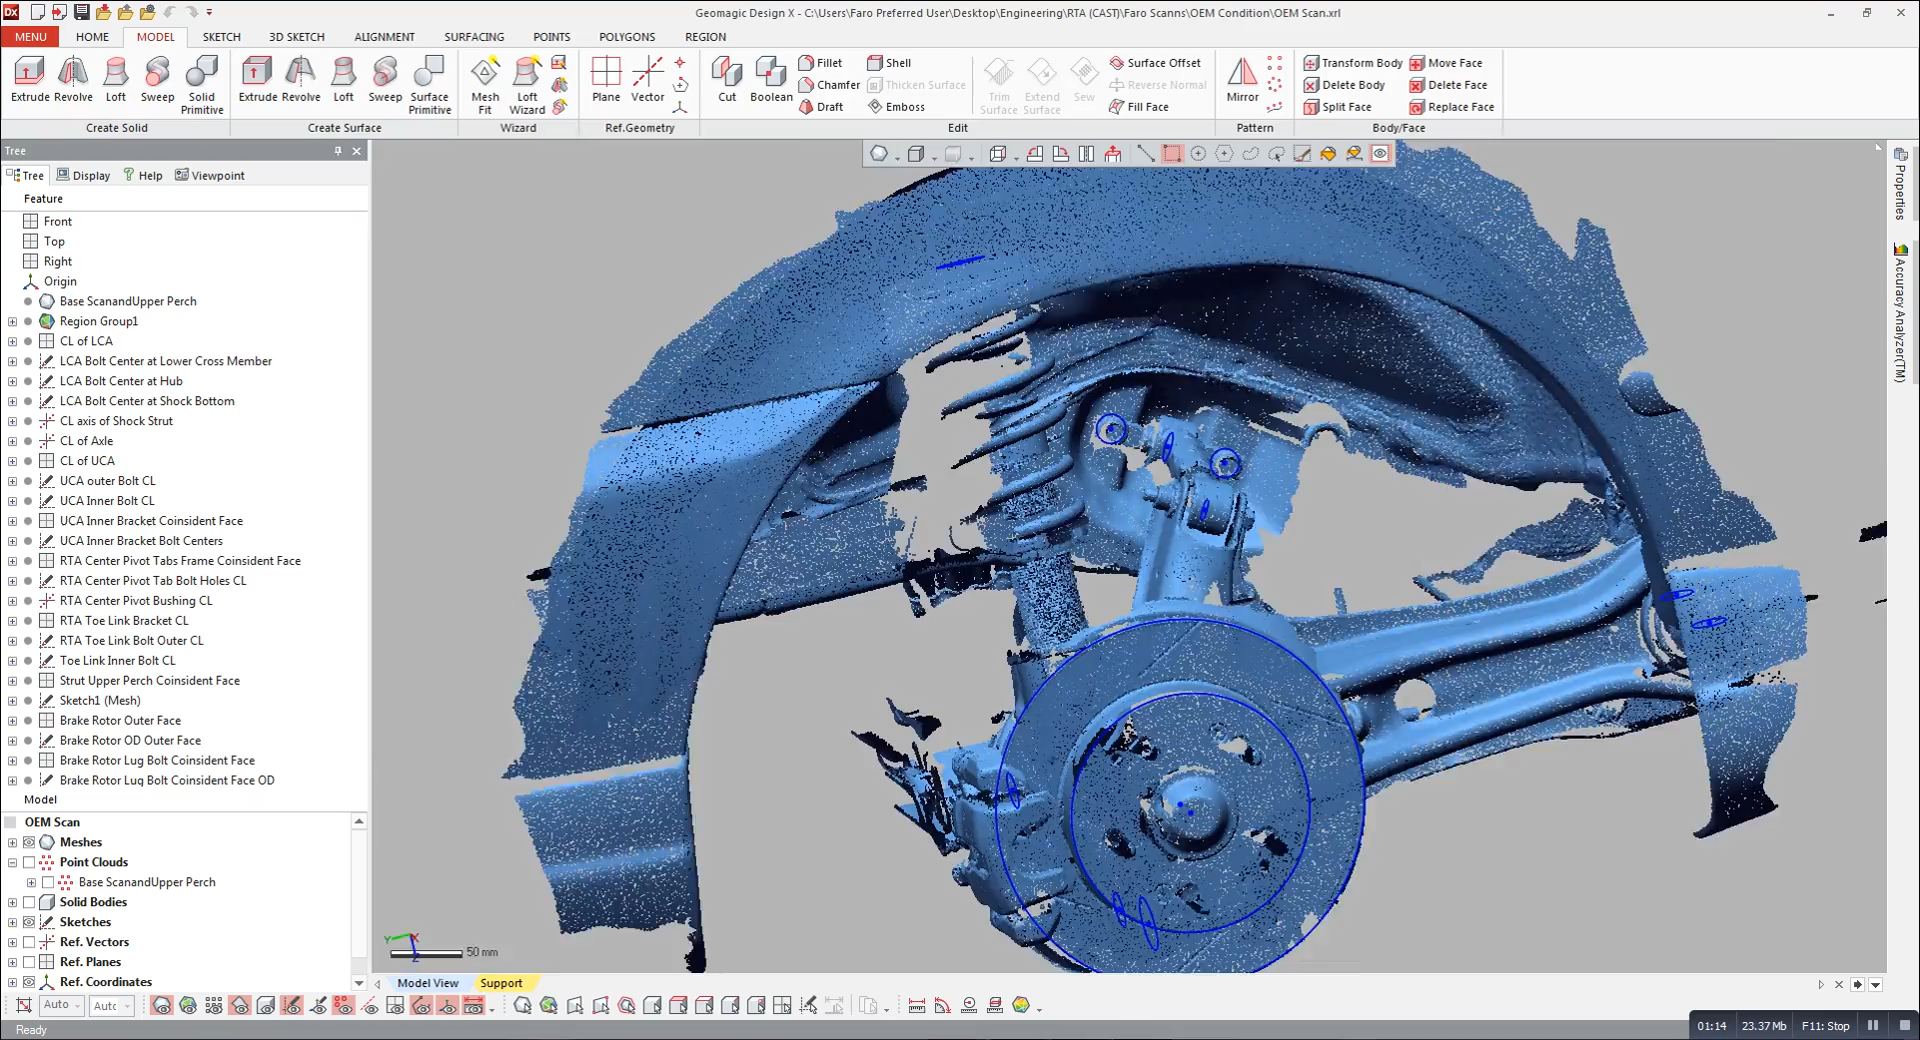 Geomagic Design X - C:\Users\Faro Preferred User\Desktop\Engineering\RTA (CAST)\Faro Scanns\OEM Condition\OEM Scan.xrl
MENU HOME MODEL SKETCH 3D SKETCH ALIGNMENT SURFACING POINTS POLYGONS REGION
Extrude Revolve Loft Sweep Solid Primitive
Create Solid
Extrude Revolve Loft Sweep Surface Primitive
Create Surface
Mesh Fit Loft Wizard
Wizard
Plane Vector
Ref.Geometry
Cut Boolean
Fillet Shell
Chamfer Thicken Surface
Draft Emboss
Trim Surface Extend Surface Sew
Surface Offset
Reverse Normal
Fill Face
Edit
Mirror
Pattern
Transform Body Move Face
Delete Body Delete Face
Split Face Replace Face
Body/Face
Tree
Tree Display Help Viewpoint
Feature
Front
Top
Right
Origin
Base ScanandUpper Perch
Region Group1
CL of LCA
LCA Bolt Center at Lower Cross Member
LCA Bolt Center at Hub
LCA Bolt Center at Shock Bottom
CL axis of Shock Strut
CL of Axle
CL of UCA
UCA outer Bolt CL
UCA Inner Bolt CL
UCA Inner Bracket Coinsident Face
UCA Inner Bracket Bolt Centers
RTA Center Pivot Tabs Frame Coinsident Face
RTA Center Pivot Tab Bolt Holes CL
RTA Center Pivot Bushing CL
RTA Toe Link Bracket CL
RTA Toe Link Bolt Outer CL
Toe Link Inner Bolt CL
Strut Upper Perch Coinsident Face
Sketch1 (Mesh)
Brake Rotor Outer Face
Brake Rotor OD Outer Face
Brake Rotor Lug Bolt Coinsident Face
Brake Rotor Lug Bolt Coinsident Face OD
Model
OEM Scan
Meshes
Point Clouds
Base ScanandUpper Perch
Solid Bodies
Sketches
Ref. Vectors
Ref. Planes
Ref. Coordinates
Y X Z
50 mm
Model View Support
Properties
Accuracy Analyzer(TM)
Auto Auto
Ready
01:14 23.37 Mb F11: Stop